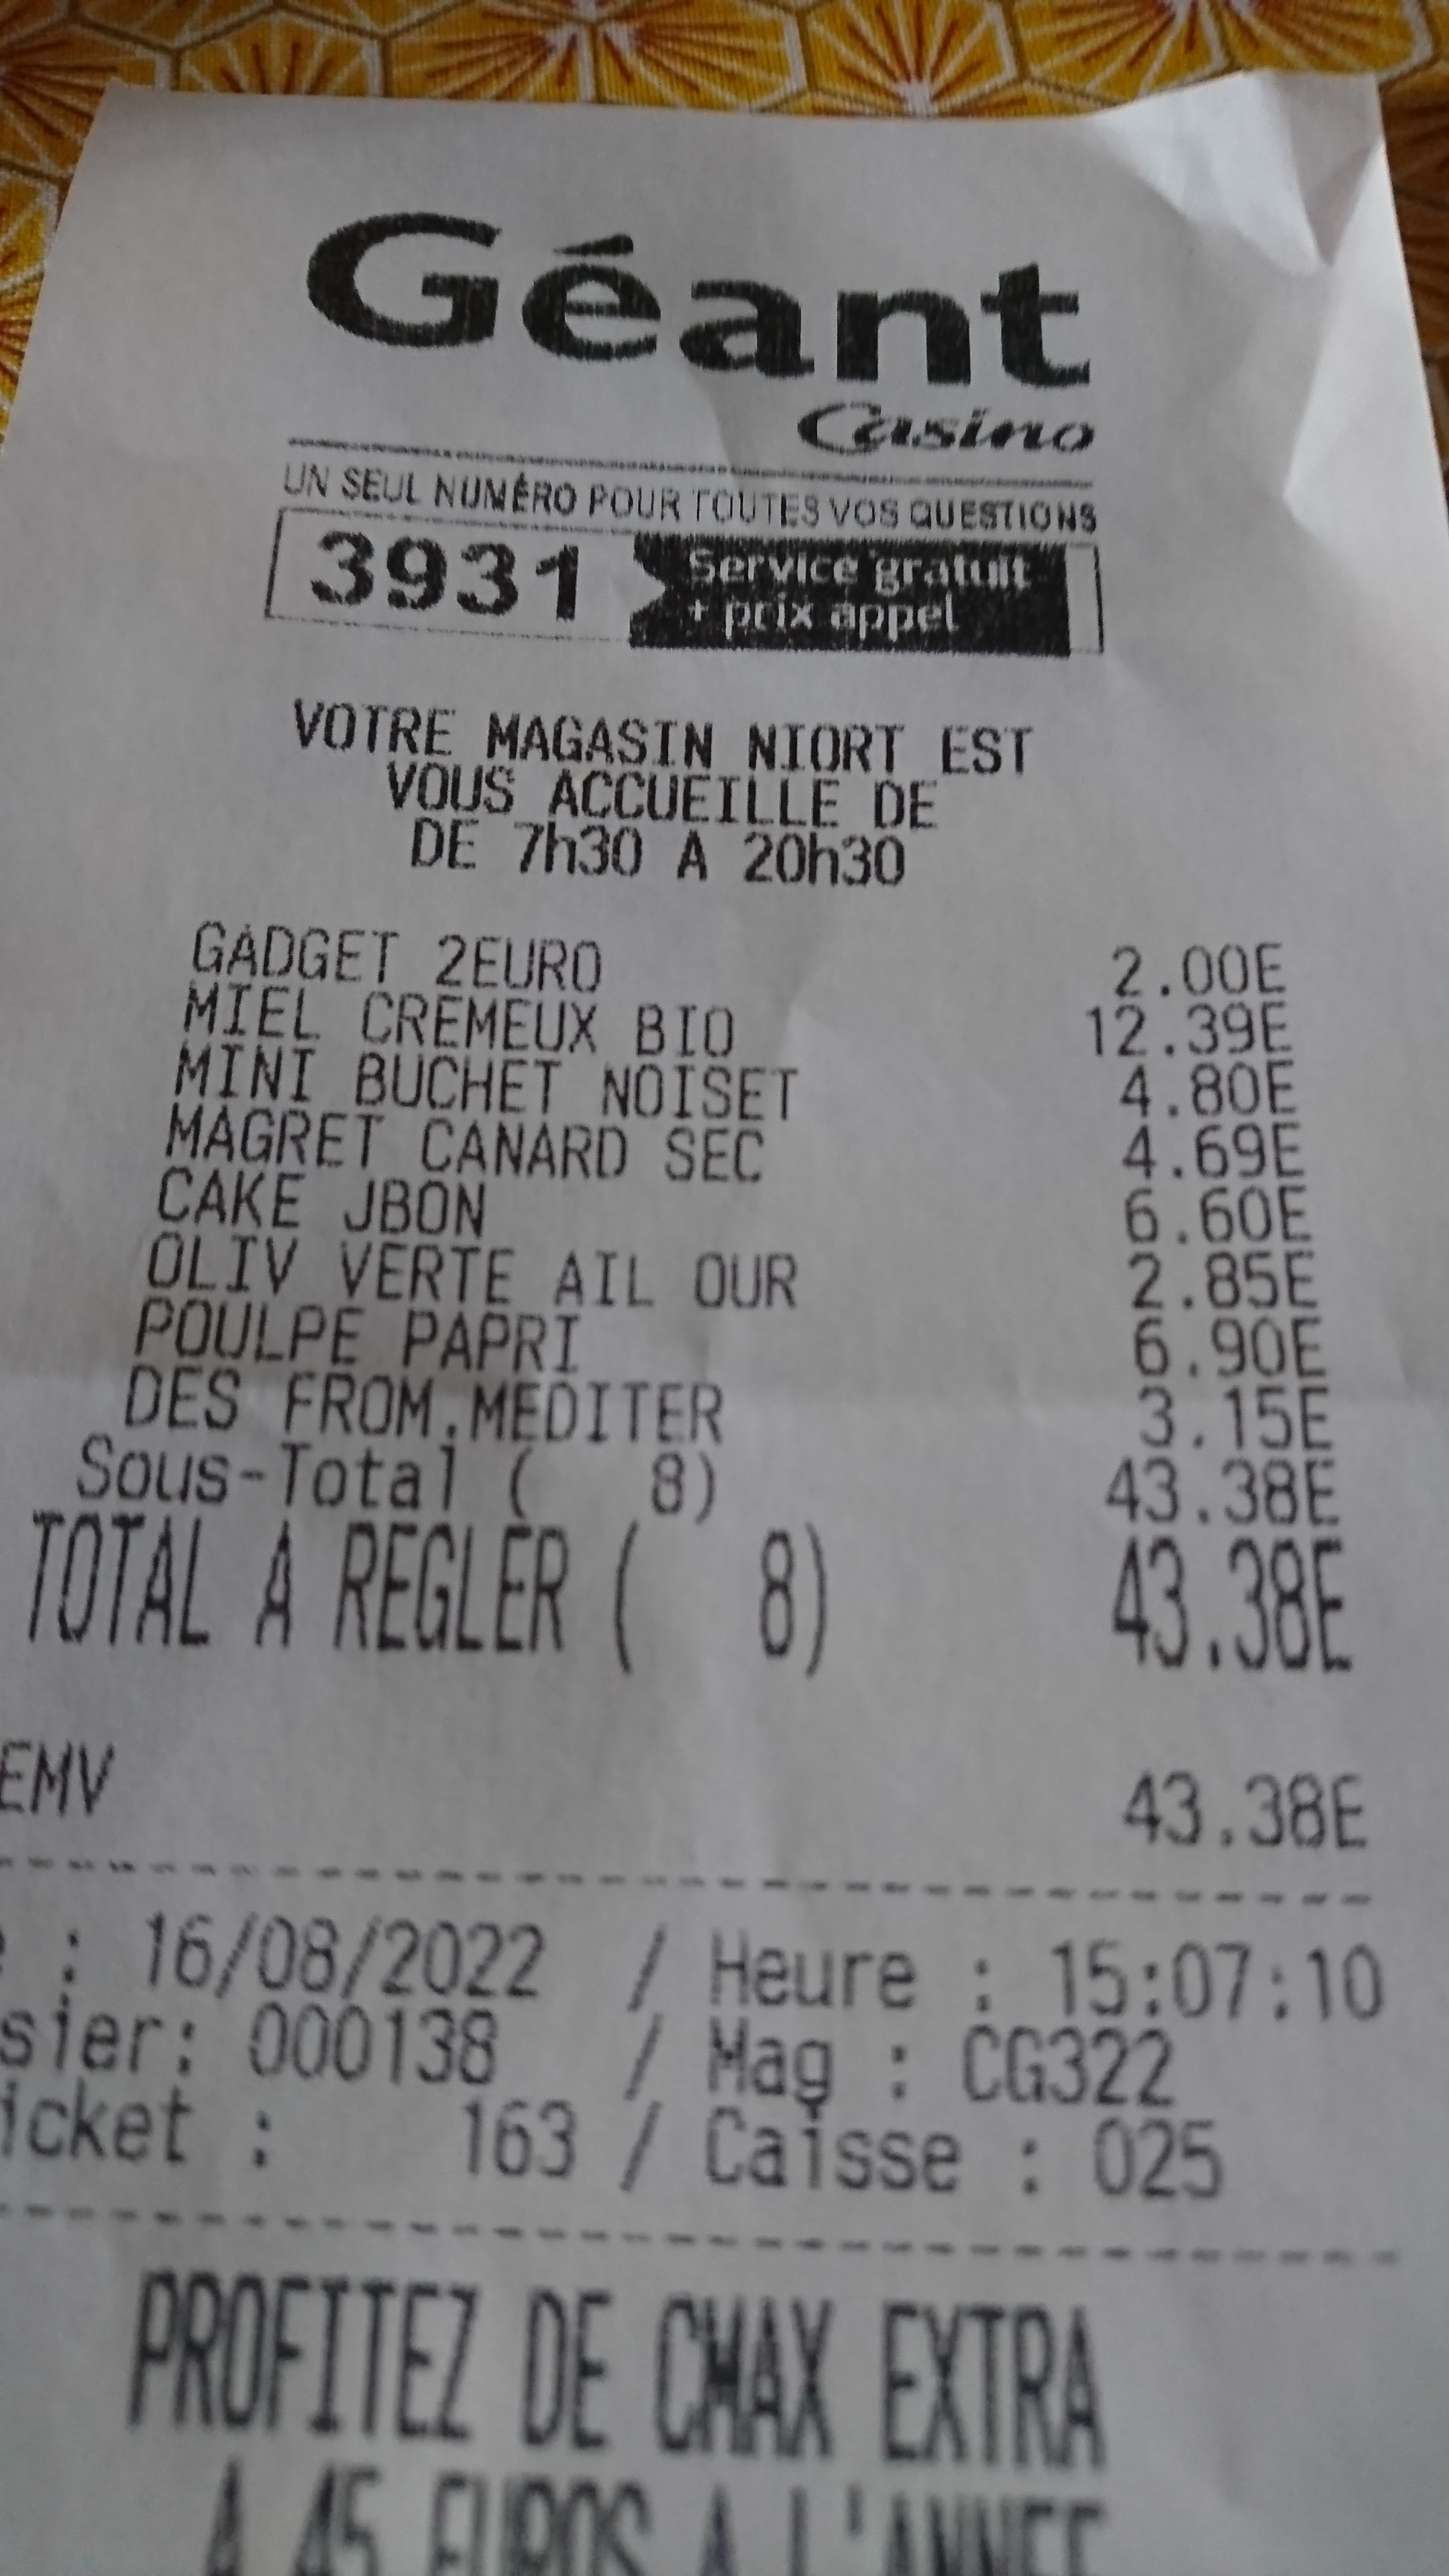 Géant
Casino
UN SEUL NUMÉRO POUR TOUTES VOS QUESTIONS
3931 Service gratuit
+ prix appel
VOTRE MAGASIN NIORT EST
VOUS ACCUEILLE DE
DE 7h30 A 20h30
GADGET 2EURO 2.00E
MIEL CREMEUX BIO 12.39E
MINI BUCHET NOISET 4.80E
MAGRET CANARD SEC 4.69E
CAKE JBON 6.60E
OLIV VERTE AIL OUR 2.85E
POULPE PAPRI 6.90E
DES FROM.MEDITER 3.15E
Sous-Total ( 8) 43.38E
TOTAL A REGLER ( 8) 43.38E
EMV 43.38E
e : 16/08/2022 / Heure : 15:07:10
sier: 000138 / Mag : CG322
icket : 163 / Caisse : 025
PROFITEZ DE CMAX EXTRA
A 45 EUROS A L'ANNEE